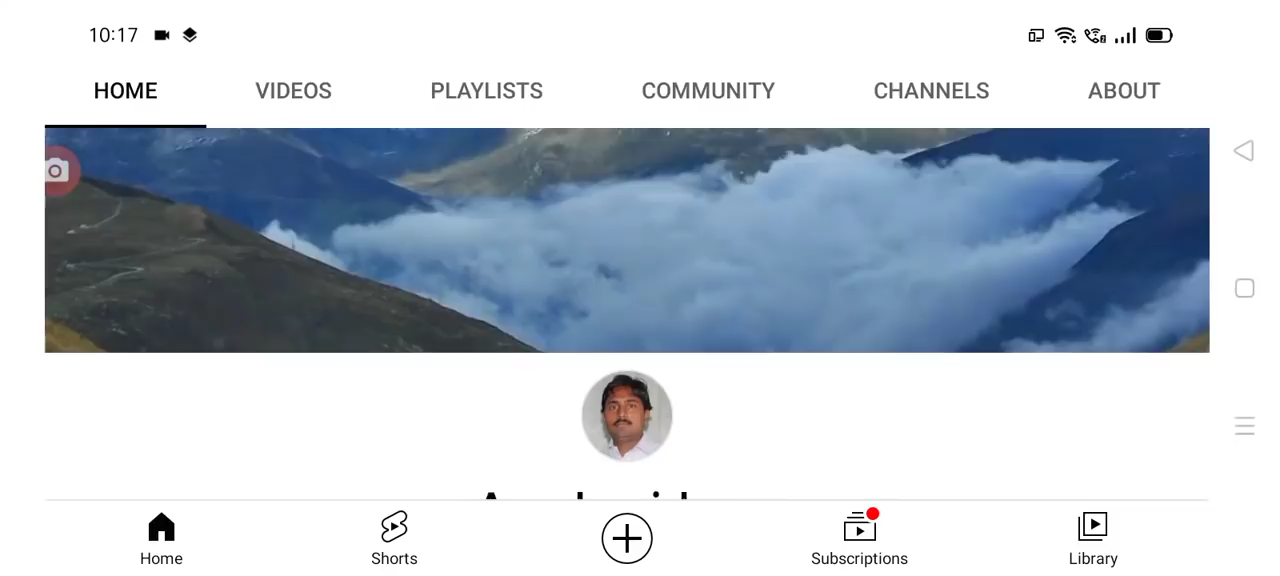 10:17
HOME VIDEOS PLAYLISTS COMMUNITY CHANNELS ABOUT
Home Shorts Subscriptions Library